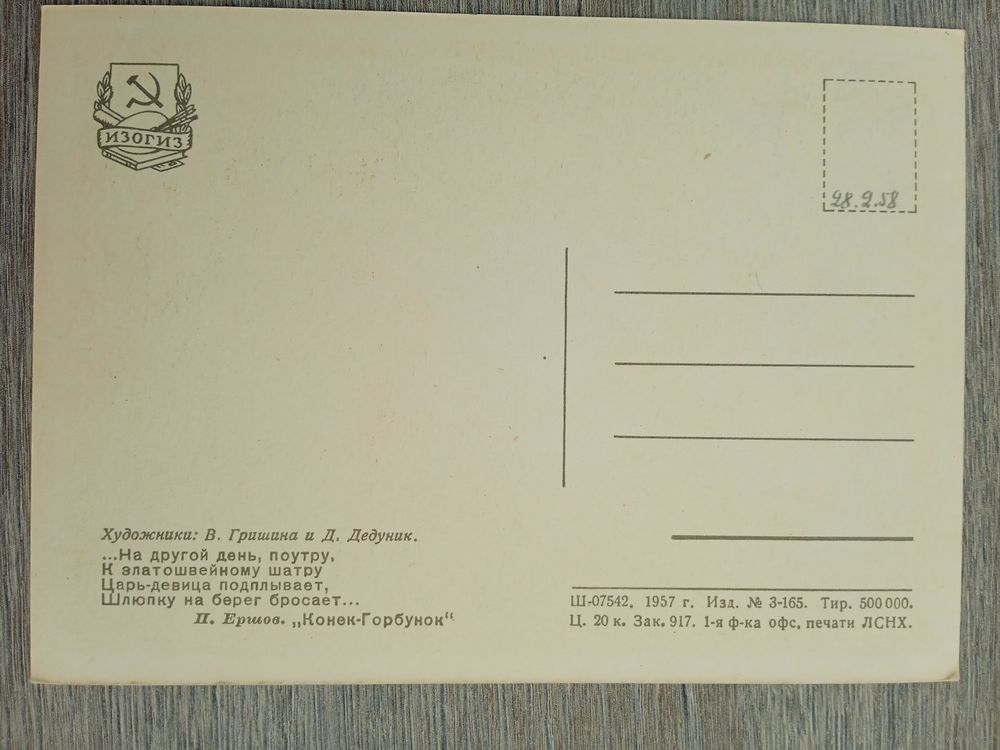 ИЗОГИЗ
28.2.58
Художники: В. Гришина и Д. Дедуник.
...На другой день, поутру,
К златошвейному шатру
Царь-девица подплывает,
Шлюпку на берег бросает...
П. Ершов. „Конек-Горбунок“
Ш-07542. 1957 г. Изд. № 3-165. Тир. 500 000.
Ц. 20 к. Зак. 917. 1-я ф-ка офс. печати ЛСНХ.